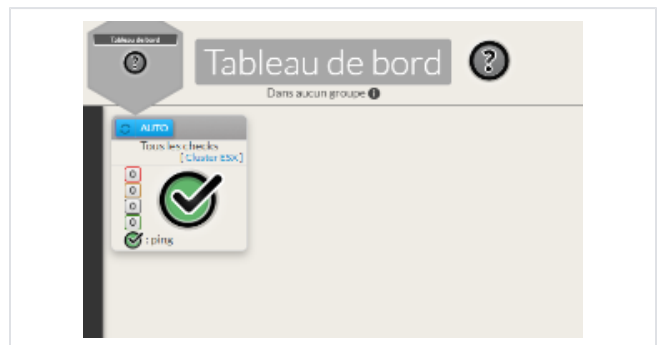 Tableau de bord
Tableau de bord
Dans aucun groupe
AUTO
Tous les checks
[ Cluster ESX ]
0
0
0
0
: ping